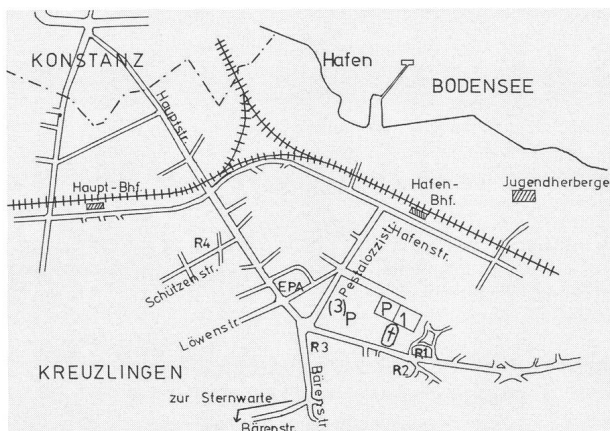 KONSTANZ
Hafen
BODENSEE
Hauptstr.
Haupt-Bhf.
Hafen-
Bhf.
Jugendherberge
R4
Schützenstr.
Hafenstr.
Pestalozzistr.
EPA
Löwenstr.
(3)
P
P
1
R1
R2
R3
KREUZLINGEN
Bärenstr.
zur Sternwarte
Bärenstr.